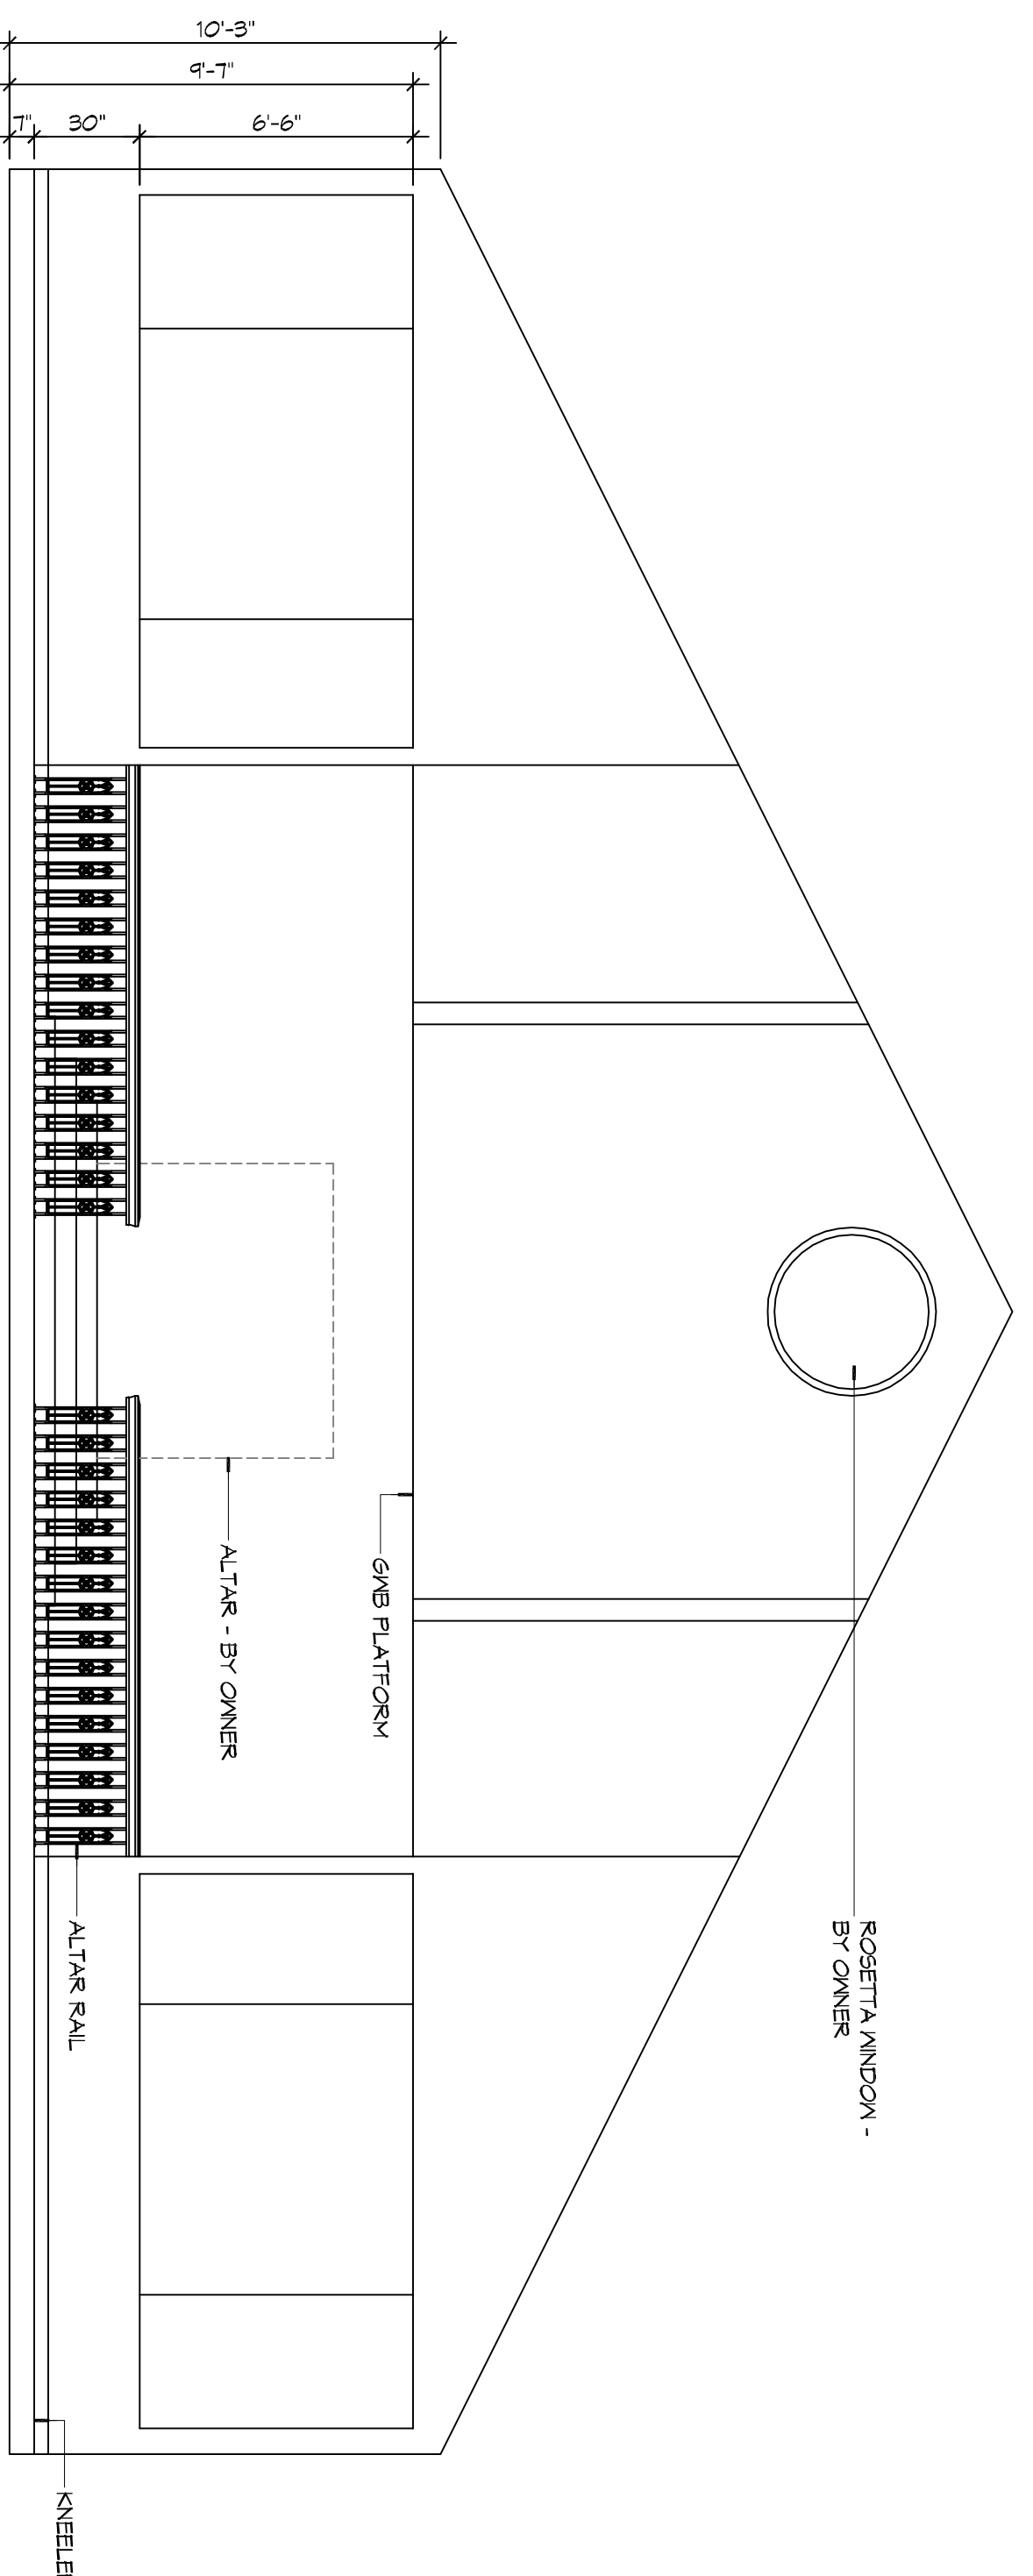 10'-3"
9'-7"
7"
30"
6'-6"
ROSETTA WINDOW -
BY OWNER
GWB PLATFORM
ALTAR - BY OWNER
ALTAR RAIL